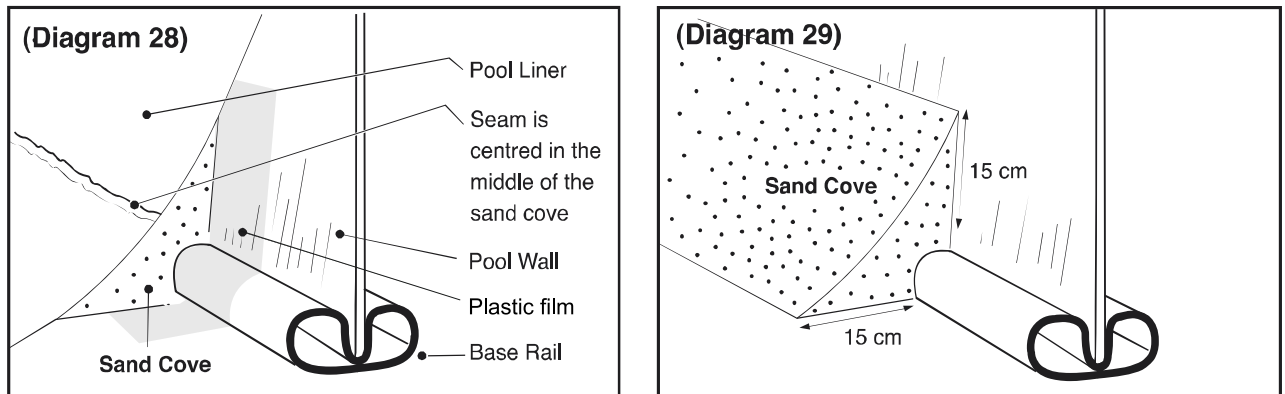 (Diagram 28)
Pool Liner
Seam is
centred in the
middle of the
sand cove
Pool Wall
Plastic film
Base Rail
Sand Cove
(Diagram 29)
Sand Cove
15 cm
15 cm